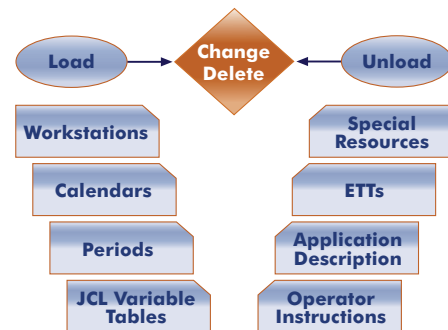 Load
Change
Delete
Unload
Workstations
Special
Resources
Calendars
ETTs
Periods
Application
Description
JCL Variable
Tables
Operator
Instructions